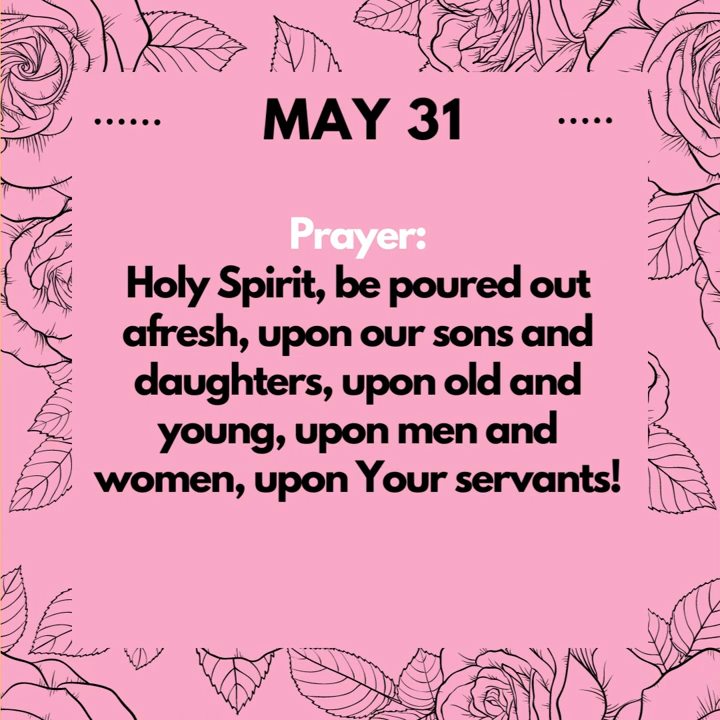 MAY 31
Prayer:
Holy Spirit, be poured out
afresh, upon our sons and
daughters, upon old and
young, upon men and
women, upon Your servants!